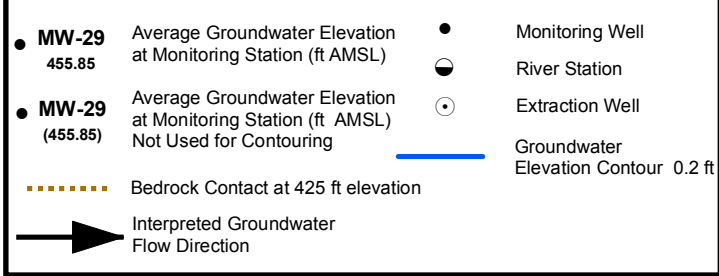 MW-29
455.85
Average Groundwater Elevation
at Monitoring Station (ft AMSL)
MW-29
(455.85)
Average Groundwater Elevation
at Monitoring Station (ft AMSL)
Not Used for Contouring
Bedrock Contact at 425 ft elevation
Interpreted Groundwater
Flow Direction
Monitoring Well
River Station
Extraction Well
Groundwater
Elevation Contour 0.2 ft